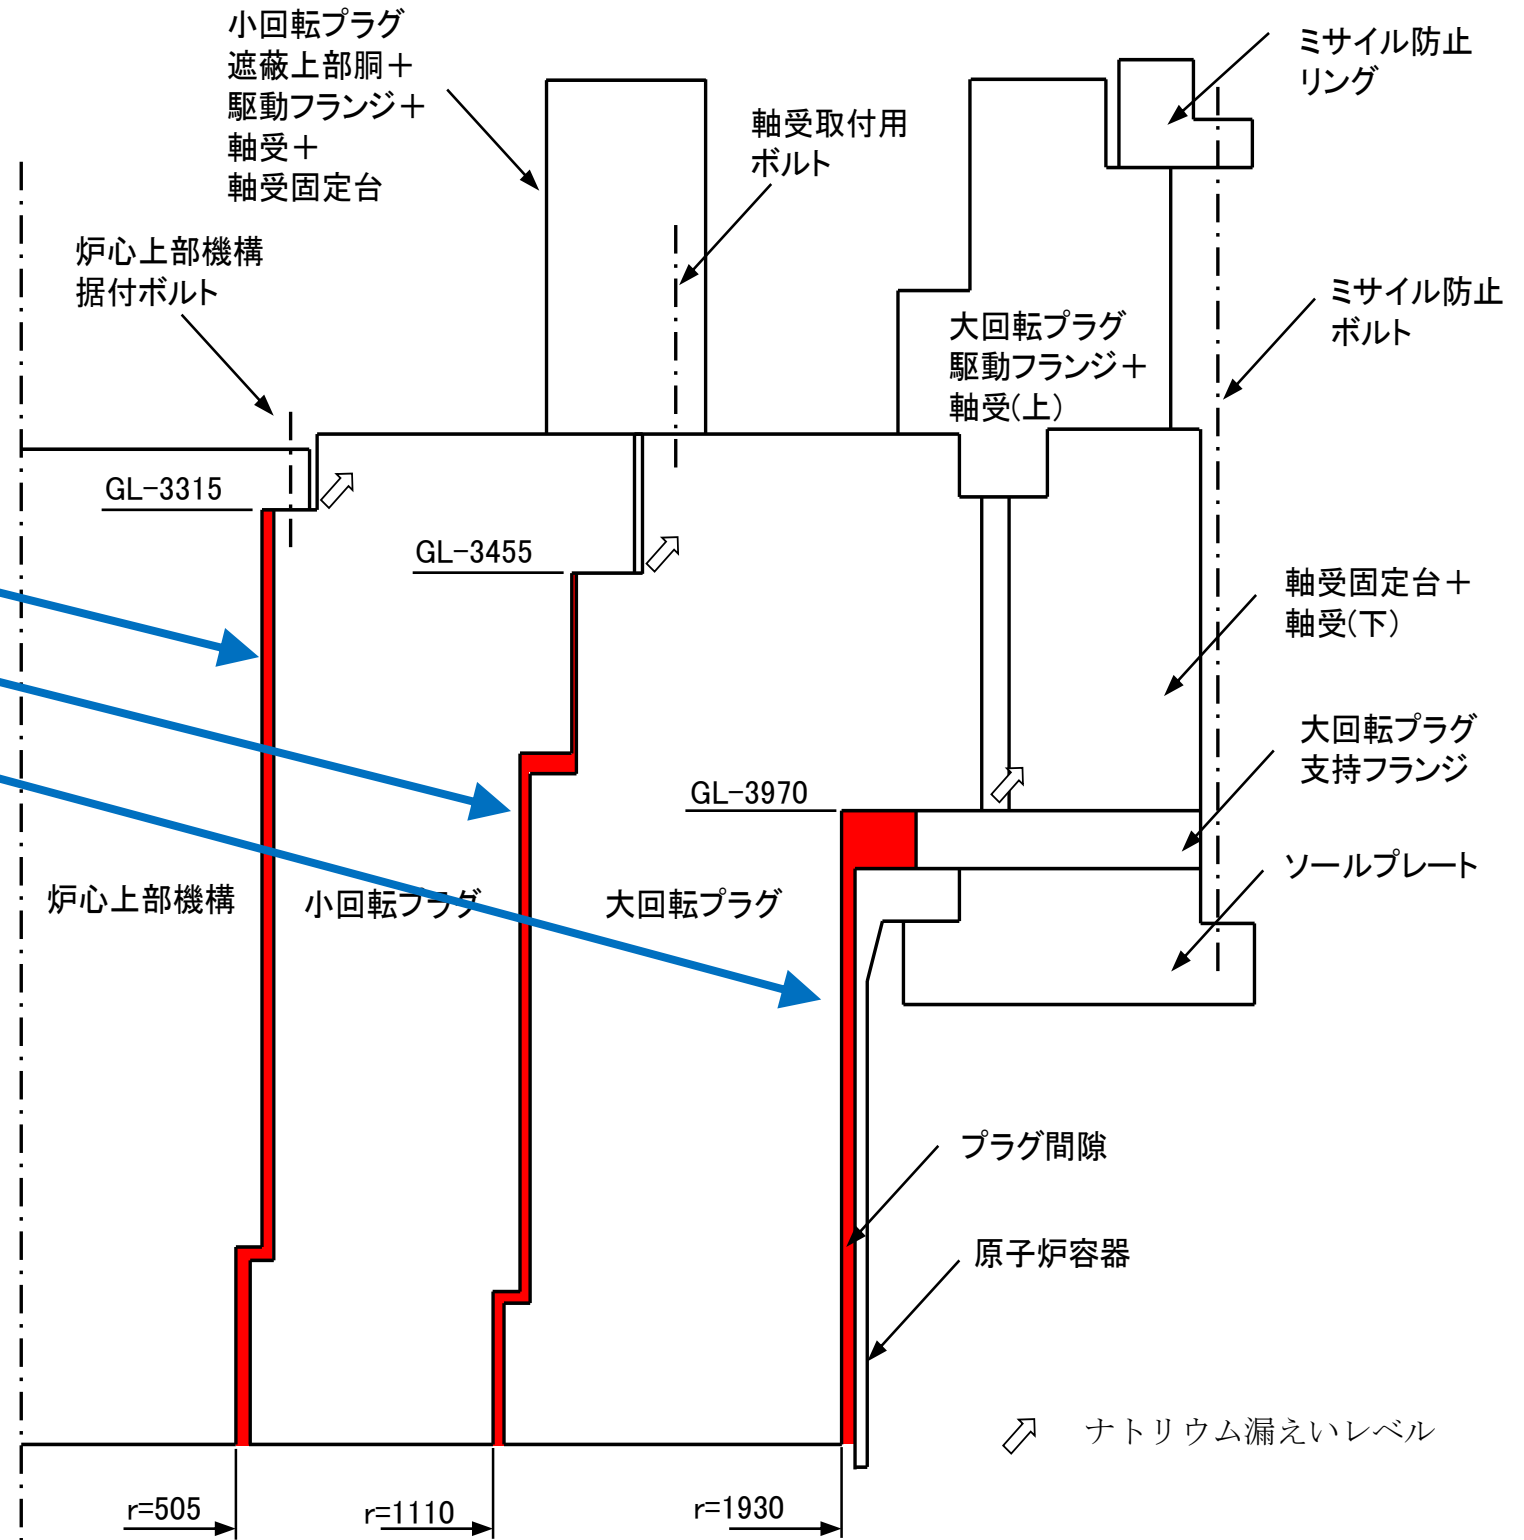 小回転プラグ
遮蔽上部胴＋
駆動フランジ＋
軸受＋
軸受固定台
ミサイル防止
リング
軸受取付用
ボルト
炉心上部機構
据付ボルト
ミサイル防止
ボルト
大回転プラグ
駆動フランジ＋
軸受(上)
GL-3315
GL-3455
軸受固定台＋
軸受(下)
大回転プラグ
支持フランジ
GL-3970
ソールプレート
炉心上部機構
小回転プラグ
大回転プラグ
プラグ間隙
原子炉容器
ナトリウム漏えいレベル
r=505
r=1110
r=1930